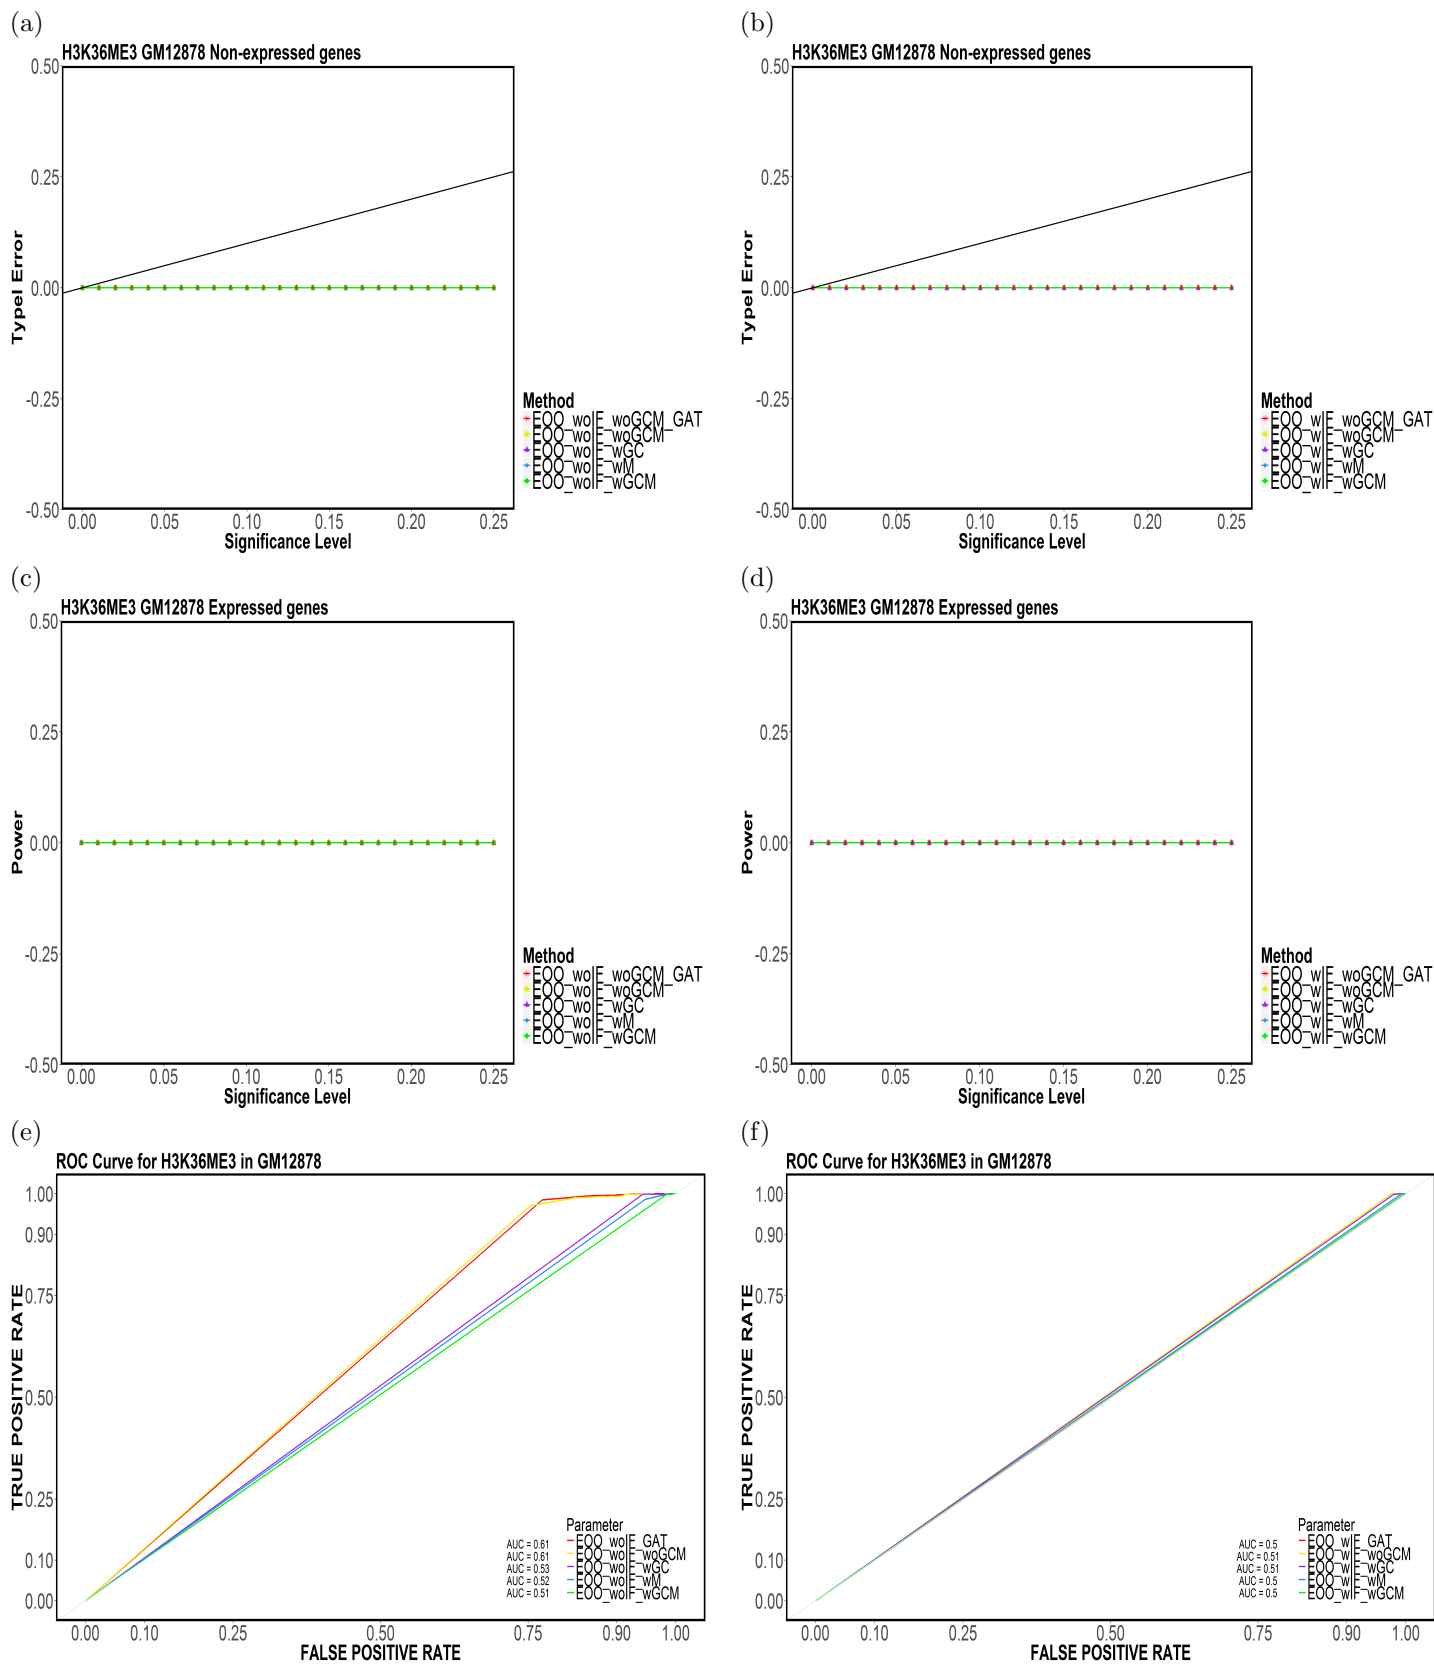 (a)
H3K36ME3 GM12878 Non-expressed genes
0.50
0.25
0.00
-0.25
-0.50
TypeI Error
0.00 0.05 0.10 0.15 0.20 0.25
Significance Level
Method
EOO_woIF_woGCM_GAT
EOO_woIF_woGCM
EOO_woIF_wGC
EOO_woIF_wM
EOO_woIF_wGCM
(b)
H3K36ME3 GM12878 Non-expressed genes
0.50
0.25
0.00
-0.25
-0.50
TypeI Error
0.00 0.05 0.10 0.15 0.20 0.25
Significance Level
Method
EOO_wIF_woGCM_GAT
EOO_wIF_woGCM
EOO_wIF_wGC
EOO_wIF_wM
EOO_wIF_wGCM
(c)
H3K36ME3 GM12878 Expressed genes
0.50
0.25
0.00
-0.25
-0.50
Power
0.00 0.05 0.10 0.15 0.20 0.25
Significance Level
Method
EOO_woIF_woGCM_GAT
EOO_woIF_woGCM
EOO_woIF_wGC
EOO_woIF_wM
EOO_woIF_wGCM
(d)
H3K36ME3 GM12878 Expressed genes
0.50
0.25
0.00
-0.25
-0.50
Power
0.00 0.05 0.10 0.15 0.20 0.25
Significance Level
Method
EOO_wIF_woGCM_GAT
EOO_wIF_woGCM
EOO_wIF_wGC
EOO_wIF_wM
EOO_wIF_wGCM
(e)
ROC Curve for H3K36ME3 in GM12878
1.00
0.90
0.75
0.50
0.25
0.10
0.00
TRUE POSITIVE RATE
Parameter
AUC = 0.61 EOO_woIF_GAT
AUC = 0.61 EOO_woIF_woGCM
AUC = 0.53 EOO_woIF_wGC
AUC = 0.52 EOO_woIF_wM
AUC = 0.51 EOO_woIF_wGCM
0.00 0.10 0.25 0.50 0.75 0.90 1.00
FALSE POSITIVE RATE
(f)
ROC Curve for H3K36ME3 in GM12878
1.00
0.90
0.75
0.50
0.25
0.10
0.00
TRUE POSITIVE RATE
Parameter
AUC = 0.5 EOO_wIF_GAT
AUC = 0.51 EOO_wIF_woGCM
AUC = 0.51 EOO_wIF_wGC
AUC = 0.5 EOO_wIF_wM
AUC = 0.5 EOO_wIF_wGCM
0.00 0.10 0.25 0.50 0.75 0.90 1.00
FALSE POSITIVE RATE